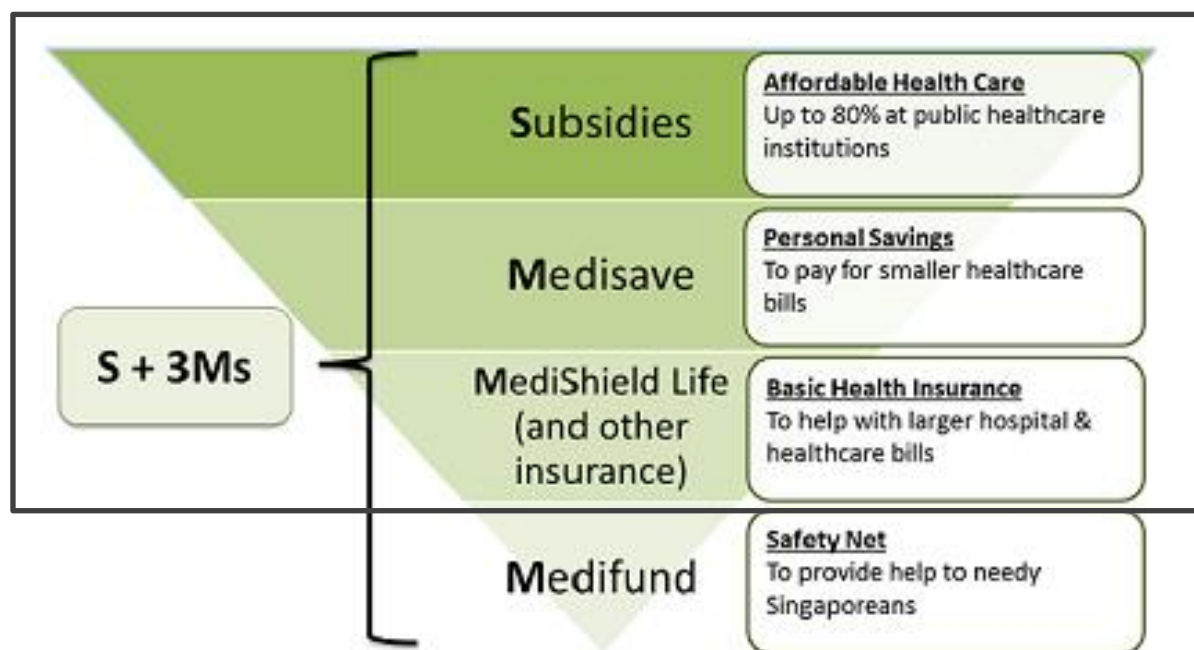 Subsidies
Affordable Health Care
Up to 80% at public healthcare
institutions
Medisave
Personal Savings
To pay for smaller healthcare
bills
S + 3Ms
MediShield Life
(and other
insurance)
Basic Health Insurance
To help with larger hospital &
healthcare bills
Medifund
Safety Net
To provide help to needy
Singaporeans